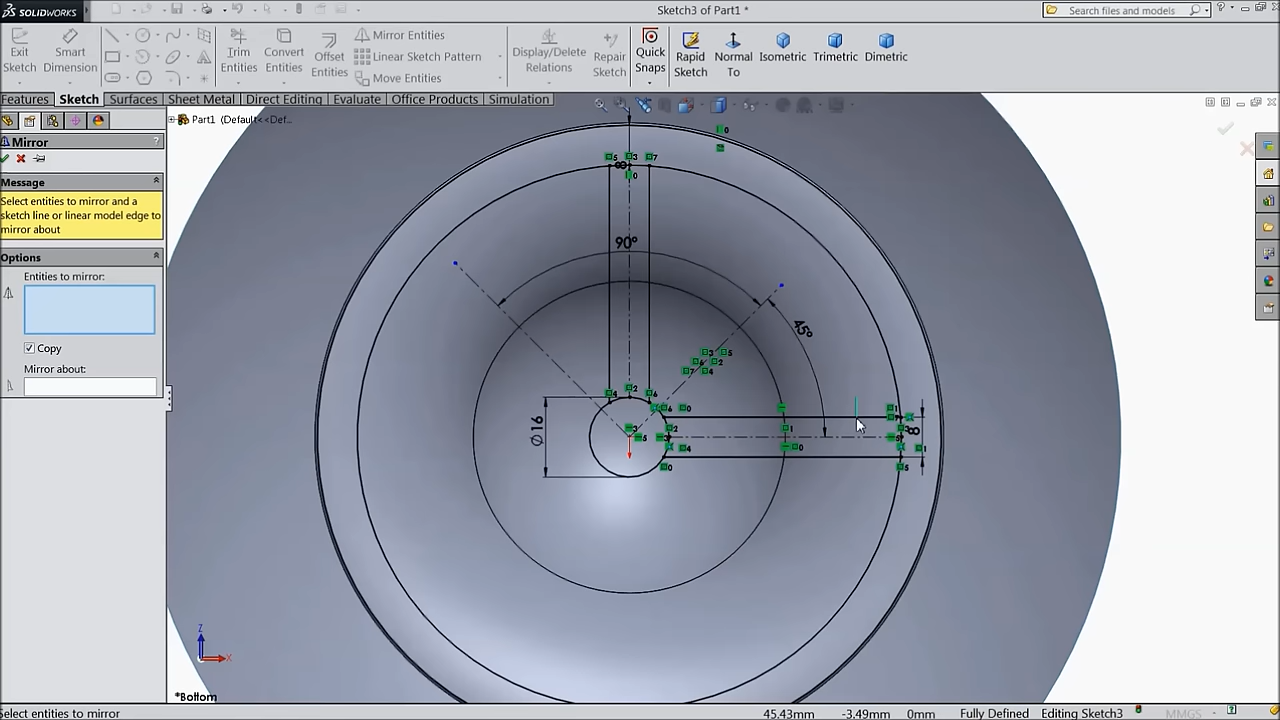 SOLIDWORKS
Sketch3 of Part1 *
Search files and models
Exit Sketch
Smart Dimension
Trim Entities
Convert Entities
Offset Entities
Mirror Entities
Linear Sketch Pattern
Move Entities
Display/Delete Relations
Repair Sketch
Quick Snaps
Rapid Sketch
Normal To
Isometric
Trimetric
Dimetric
Features
Sketch
Surfaces
Sheet Metal
Direct Editing
Evaluate
Office Products
Simulation
Part1 (Default<<Def...
Mirror
?
Message
Select entities to mirror and a
sketch line or linear model edge to
mirror about
Options
Entities to mirror:
Copy
Mirror about:
8
90°
45°
Ø16
8
Z
X
*Bottom
Select entities to mirror
45.43mm
-3.49mm
0mm
Fully Defined
Editing Sketch3
MMGS